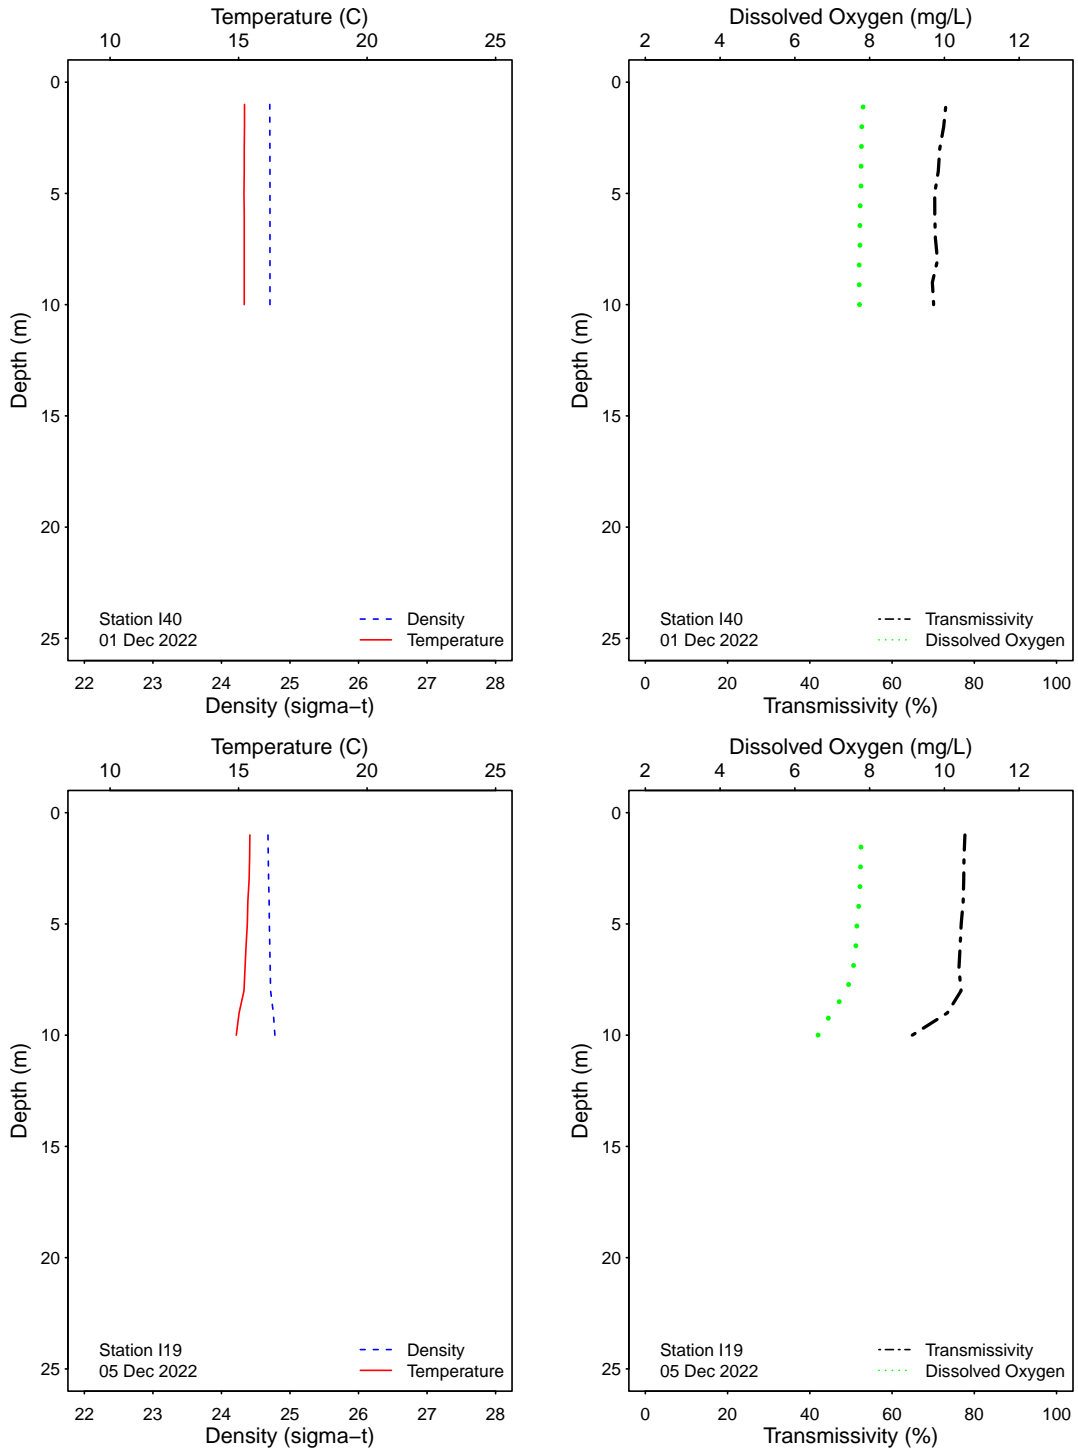 Temperature (C)
10 15 20 25
0
5
10
15
20
25
Depth (m)
Station I40
01 Dec 2022
Density
Temperature
22 23 24 25 26 27 28
Density (sigma−t)
Dissolved Oxygen (mg/L)
2 4 6 8 10 12
0
5
10
15
20
25
Depth (m)
Station I40
01 Dec 2022
Transmissivity
Dissolved Oxygen
0 20 40 60 80 100
Transmissivity (%)
Temperature (C)
10 15 20 25
0
5
10
15
20
25
Depth (m)
Station I19
05 Dec 2022
Density
Temperature
22 23 24 25 26 27 28
Density (sigma−t)
Dissolved Oxygen (mg/L)
2 4 6 8 10 12
0
5
10
15
20
25
Depth (m)
Station I19
05 Dec 2022
Transmissivity
Dissolved Oxygen
0 20 40 60 80 100
Transmissivity (%)